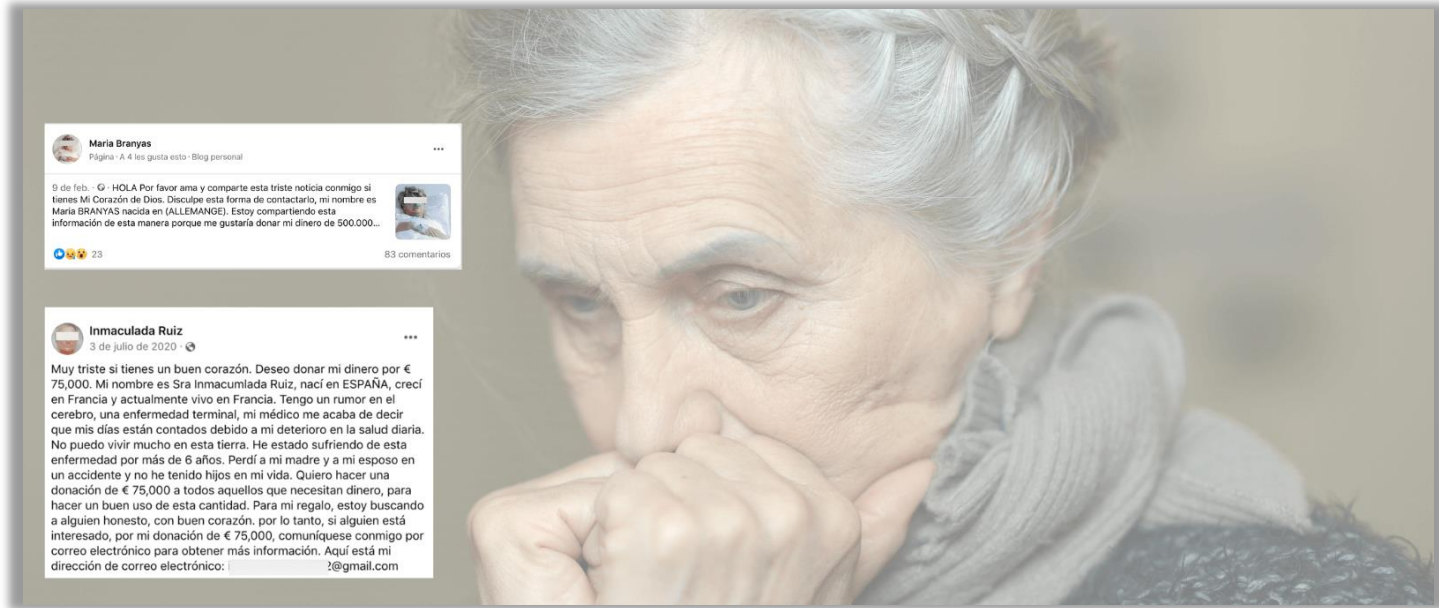 Maria Branyas
Página · A 4 les gusta esto · Blog personal
9 de feb. · HOLA Por favor ama y comparte esta triste noticia conmigo si
tienes Mi Corazón de Dios. Disculpe esta forma de contactarlo, mi nombre es
Maria BRANYAS nacida en (ALLEMANGE). Estoy compartiendo esta
información de esta manera porque me gustaría donar mi dinero de 500.000...
23
83 comentarios
Inmaculada Ruiz
3 de julio de 2020 ·
Muy triste si tienes un buen corazón. Deseo donar mi dinero por €
75,000. Mi nombre es Sra Inmacumlada Ruiz, nací en ESPAÑA, crecí
en Francia y actualmente vivo en Francia. Tengo un rumor en el
cerebro, una enfermedad terminal, mi médico me acaba de decir
que mis días están contados debido a mi deterioro en la salud diaria.
No puedo vivir mucho en esta tierra. He estado sufriendo de esta
enfermedad por más de 6 años. Perdí a mi madre y a mi esposo en
un accidente y no he tenido hijos en mi vida. Quiero hacer una
donación de € 75,000 a todos aquellos que necesitan dinero, para
hacer un buen uso de esta cantidad. Para mi regalo, estoy buscando
a alguien honesto, con buen corazón. por lo tanto, si alguien está
interesado, por mi donación de € 75,000, comuníquese conmigo por
correo electrónico para obtener más información. Aquí está mi
dirección de correo electrónico: @gmail.com